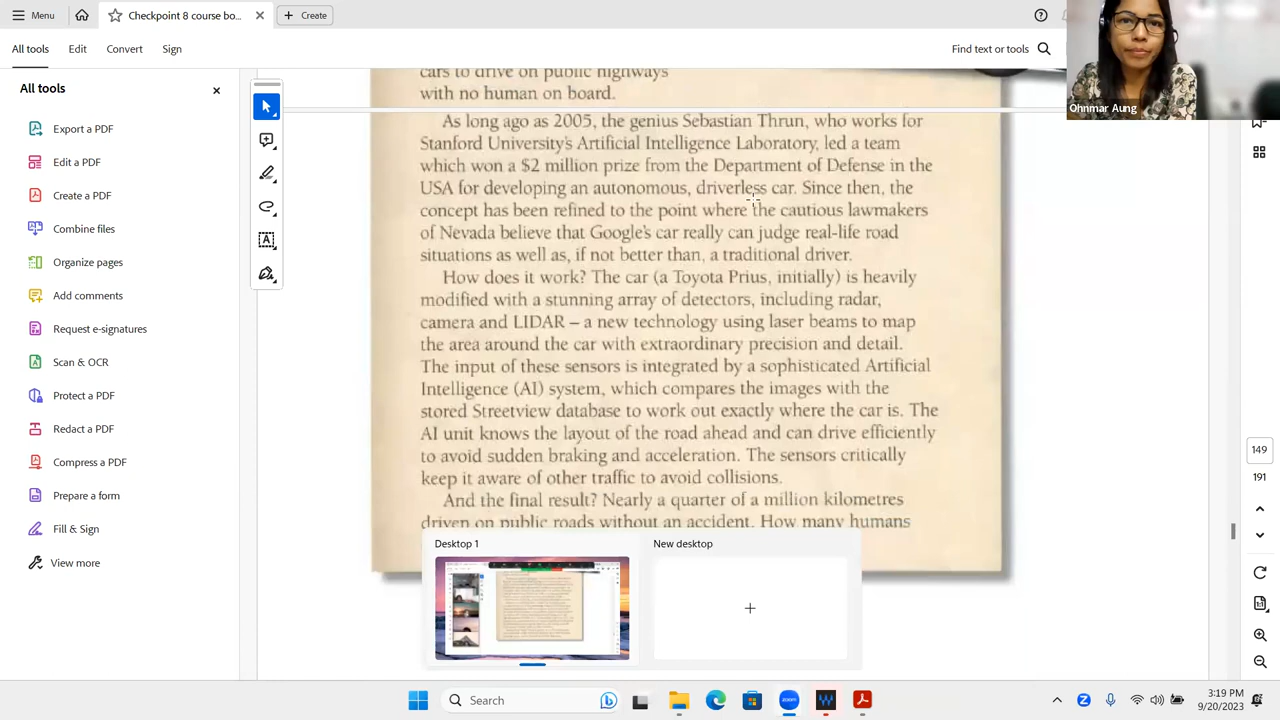 Menu
Checkpoint 8 course bo...
Create
All tools
Edit
Convert
Sign
Find text or tools
Ohnmar Aung
All tools
Export a PDF
Edit a PDF
Create a PDF
Combine files
Organize pages
Add comments
Request e-signatures
Scan & OCR
Protect a PDF
Redact a PDF
Compress a PDF
Prepare a form
Fill & Sign
View more
cars to drive on public highways
with no human on board.
As long ago as 2005, the genius Sebastian Thrun, who works for
Stanford University's Artificial Intelligence Laboratory, led a team
which won a $2 million prize from the Department of Defense in the
USA for developing an autonomous, driverless car. Since then, the
concept has been refined to the point where the cautious lawmakers
of Nevada believe that Google's car really can judge real-life road
situations as well as, if not better than, a traditional driver.
How does it work? The car (a Toyota Prius, initially) is heavily
modified with a stunning array of detectors, including radar,
camera and LIDAR – a new technology using laser beams to map
the area around the car with extraordinary precision and detail.
The input of these sensors is integrated by a sophisticated Artificial
Intelligence (AI) system, which compares the images with the
stored Streetview database to work out exactly where the car is. The
AI unit knows the layout of the road ahead and can drive efficiently
to avoid sudden braking and acceleration. The sensors critically
keep it aware of other traffic to avoid collisions.
And the final result? Nearly a quarter of a million kilometres
driven on public roads without an accident. How many humans
149
191
Desktop 1
New desktop
Search
zoom
3:19 PM
9/20/2023